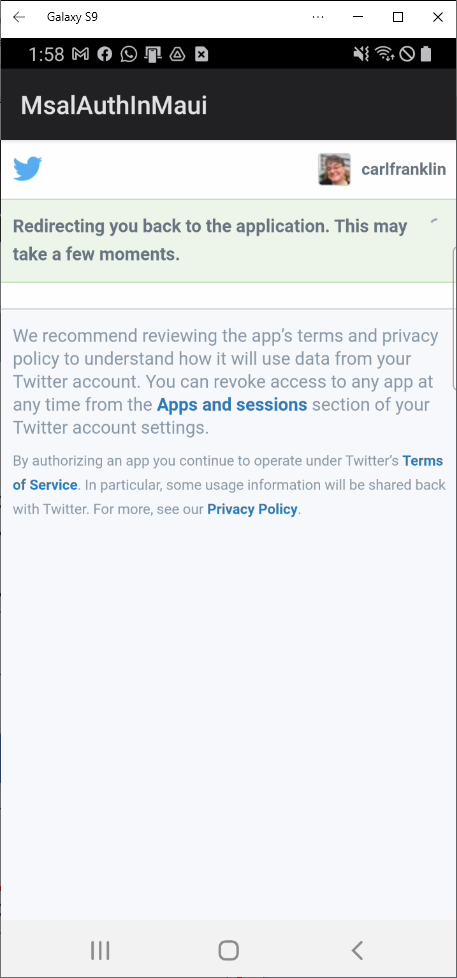 Galaxy S9
1:58
MsalAuthInMaui
carlfranklin
Redirecting you back to the application. This may
take a few moments.
We recommend reviewing the app’s terms and privacy
policy to understand how it will use data from your
Twitter account. You can revoke access to any app at
any time from the Apps and sessions section of your
Twitter account settings.
By authorizing an app you continue to operate under Twitter’s Terms
of Service. In particular, some usage information will be shared back
with Twitter. For more, see our Privacy Policy.